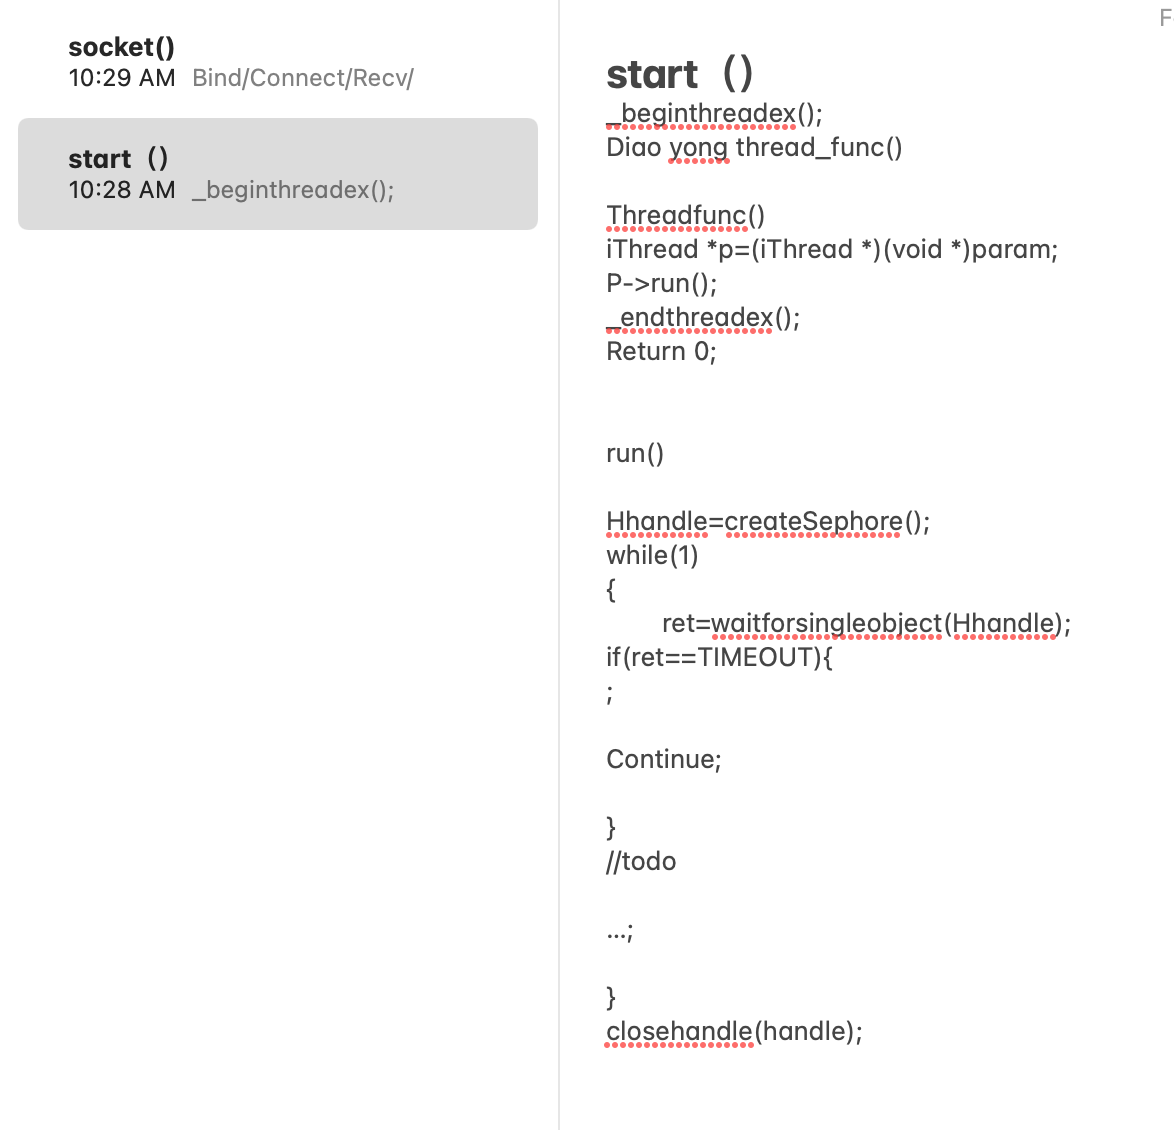 socket()
10:29 AM Bind/Connect/Recv/
start （）
10:28 AM _beginthreadex();
F
start （）
_beginthreadex();
Diao yong thread_func()
Threadfunc()
iThread *p=(iThread *)(void *)param;
P->run();
_endthreadex();
Return 0;
run()
Hhandle=createSephore();
while(1)
{
ret=waitforsingleobject(Hhandle);
if(ret==TIMEOUT){
;
Continue;
}
//todo
...;
}
closehandle(handle);